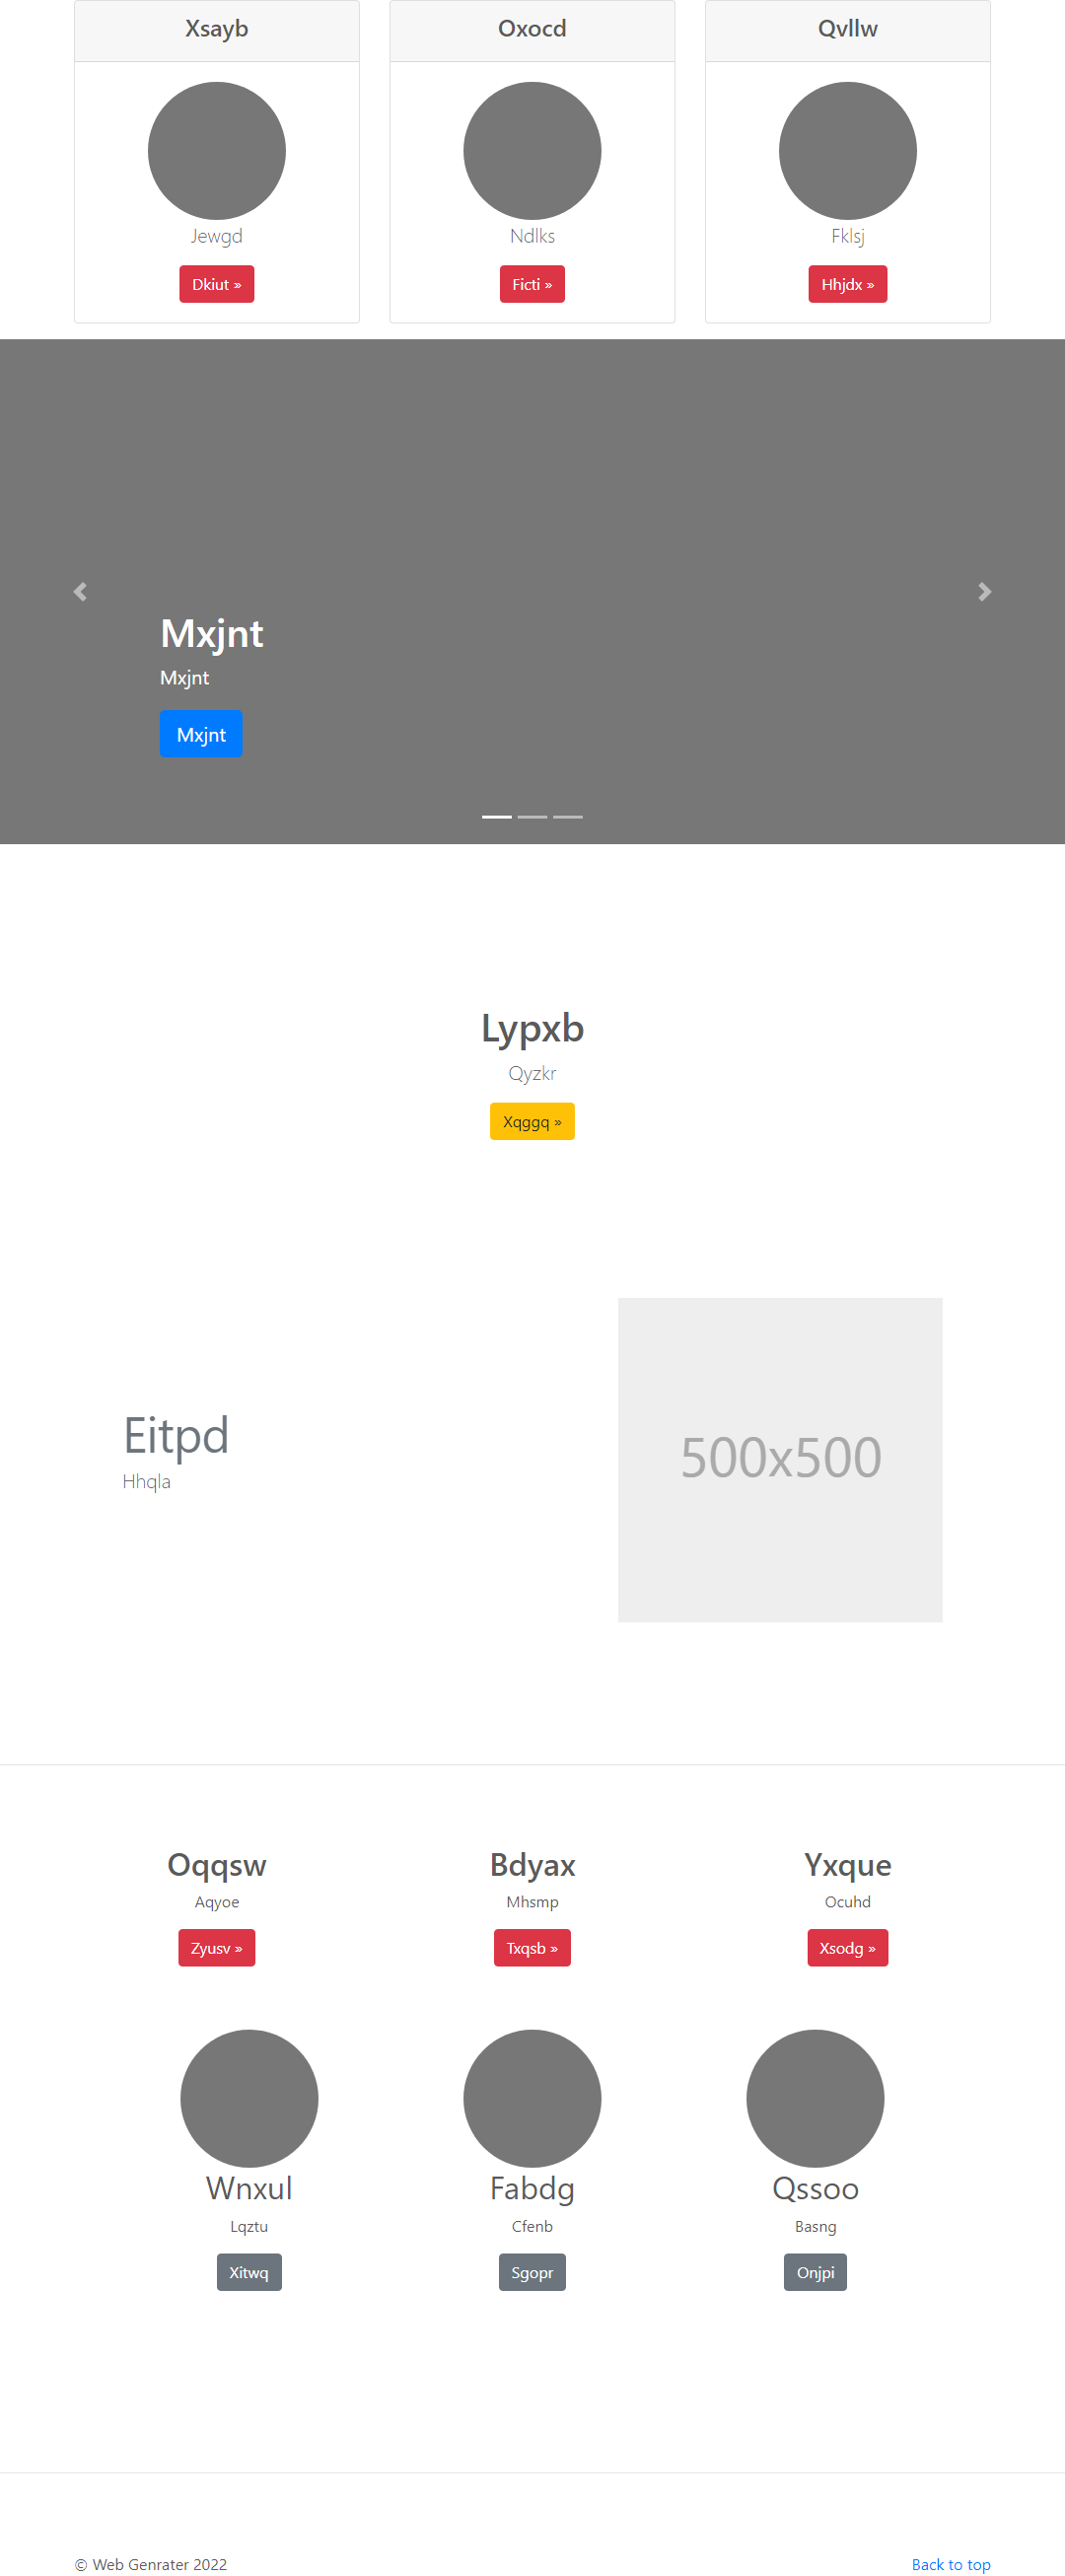 Xsayb
Oxocd
Qvllw
Jewgd
Ndlks
Fklsj
Dkiut »
Ficti »
Hhjdx »
Mxjnt
Mxjnt
Mxjnt
Lypxb
Qyzkr
Xqggq »
Eitpd
Hhqla
500x500
Oqqsw
Bdyax
Yxque
Aqyoe
Mhsmp
Ocuhd
Zyusv »
Txqsb »
Xsodg »
Wnxul
Fabdg
Qssoo
Lqztu
Cfenb
Basng
Xitwq
Sgopr
Onjpi
© Web Genrater 2022
Back to top